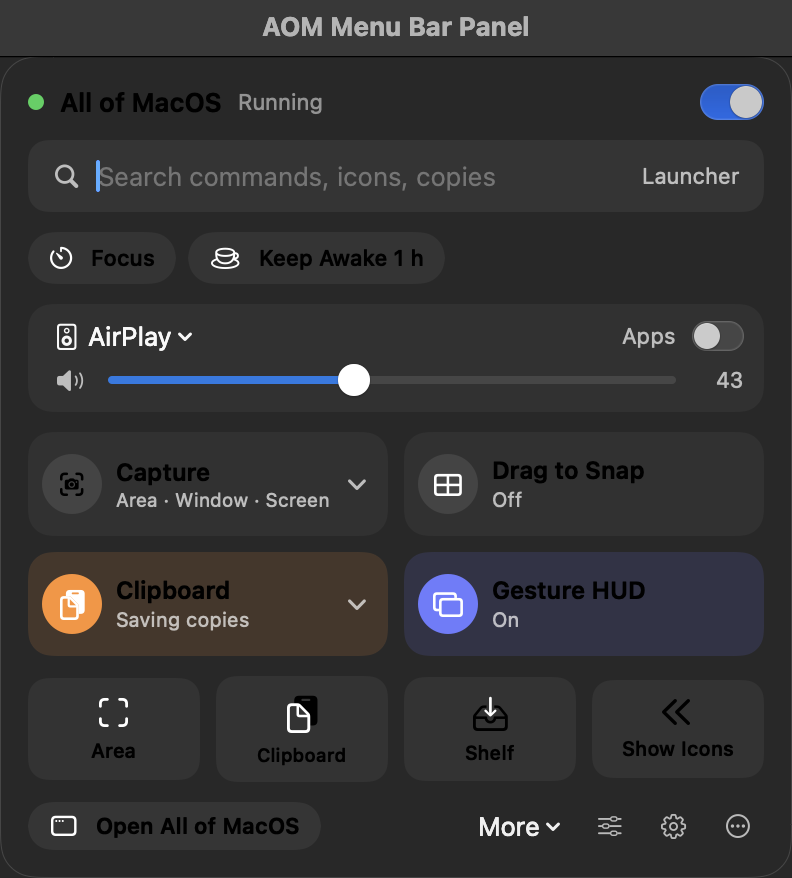 AOM Menu Bar Panel
All of MacOS Running
Search commands, icons, copies Launcher
Focus Keep Awake 1 h
AirPlay Apps
43
Capture
Area · Window · Screen
Drag to Snap
Off
Clipboard
Saving copies
Gesture HUD
On
Area
Clipboard
Shelf
Show Icons
Open All of MacOS More